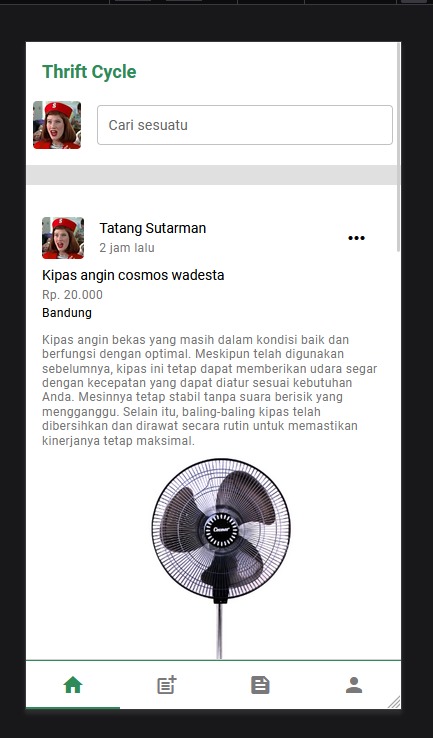 Thrift Cycle
Cari sesuatu
Tatang Sutarman
2 jam lalu
Kipas angin cosmos wadesta
Rp. 20.000
Bandung
Kipas angin bekas yang masih dalam kondisi baik dan
berfungsi dengan optimal. Meskipun telah digunakan
sebelumnya, kipas ini tetap dapat memberikan udara segar
dengan kecepatan yang dapat diatur sesuai kebutuhan
Anda. Mesinnya tetap stabil tanpa suara berisik yang
mengganggu. Selain itu, baling-baling kipas telah
dibersihkan dan dirawat secara rutin untuk memastikan
kinerjanya tetap maksimal.
Cosmos